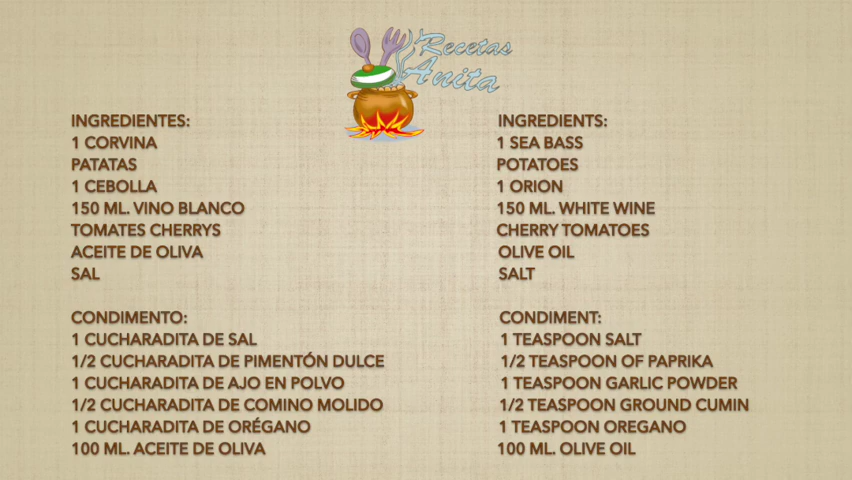 Recetas
Anita
INGREDIENTES:
1 CORVINA
PATATAS
1 CEBOLLA
150 ML. VINO BLANCO
TOMATES CHERRYS
ACEITE DE OLIVA
SAL
CONDIMENTO:
1 CUCHARADITA DE SAL
1/2 CUCHARADITA DE PIMENTÓN DULCE
1 CUCHARADITA DE AJO EN POLVO
1/2 CUCHARADITA DE COMINO MOLIDO
1 CUCHARADITA DE ORÉGANO
100 ML. ACEITE DE OLIVA
INGREDIENTS:
1 SEA BASS
POTATOES
1 ORION
150 ML. WHITE WINE
CHERRY TOMATOES
OLIVE OIL
SALT
CONDIMENT:
1 TEASPOON SALT
1/2 TEASPOON OF PAPRIKA
1 TEASPOON GARLIC POWDER
1/2 TEASPOON GROUND CUMIN
1 TEASPOON OREGANO
100 ML. OLIVE OIL